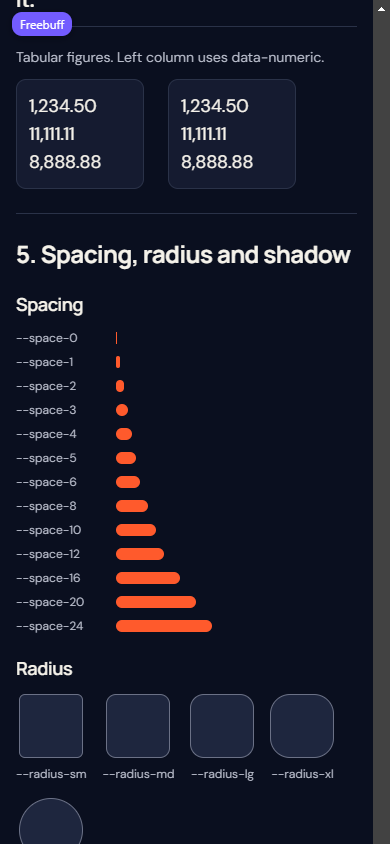 it.
Freebuff
Tabular figures. Left column uses data-numeric.
1,234.50
11,111.11
8,888.88
1,234.50
11,111.11
8,888.88
5. Spacing, radius and shadow
Spacing
--space-0
--space-1
--space-2
--space-3
--space-4
--space-5
--space-6
--space-8
--space-10
--space-12
--space-16
--space-20
--space-24
Radius
--radius-sm
--radius-md
--radius-lg
--radius-xl